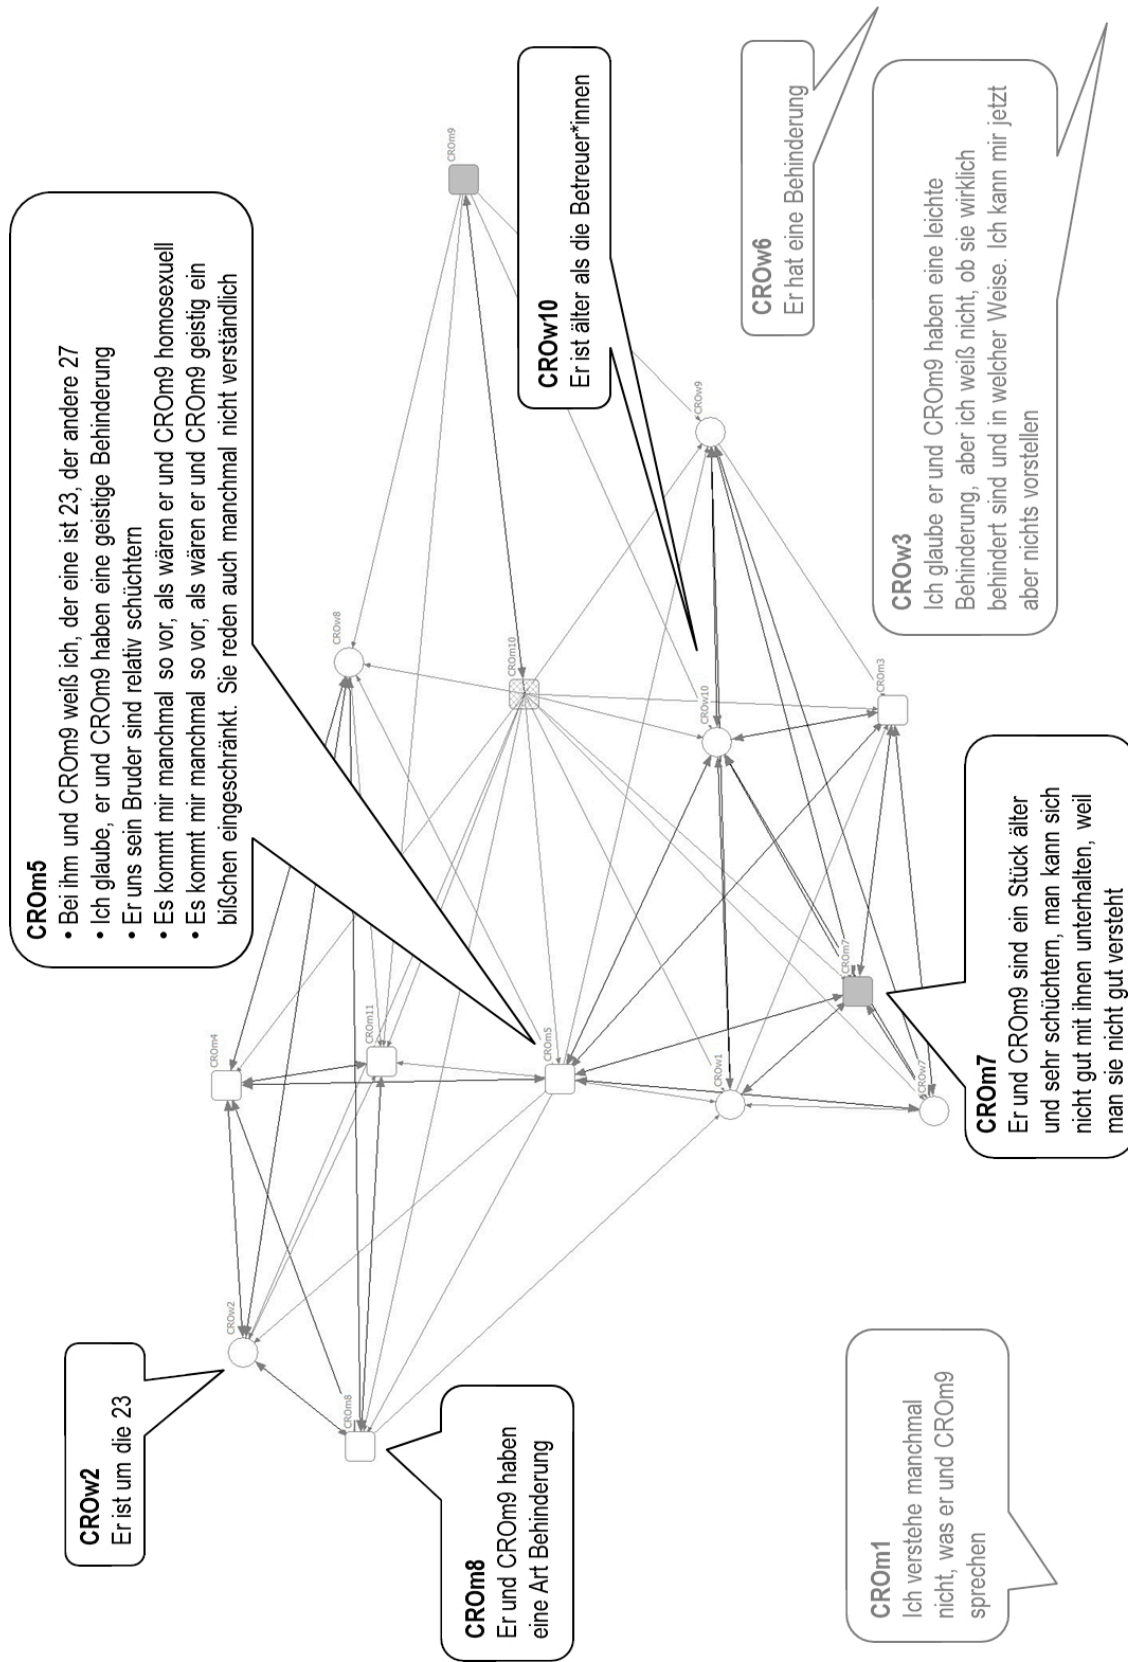 CROw2
Er ist um die 23
CROm5
• Bei ihm und CROm9 weiß ich, der eine ist 23, der andere 27
• Ich glaube, er und CROm9 haben eine geistige Behinderung
• Er uns sein Bruder sind relativ schüchtern
• Es kommt mir manchmal so vor, als wären er und CROm9 homosexuell
• Es kommt mir manchmal so vor, als wären er und CROm9 geistig ein
bißchen eingeschränkt. Sie reden auch manchmal nicht verständlich
CROm8
Er und CROm9 haben
eine Art Behinderung
CROw10
Er ist älter als die Betreuer*innen
CROw6
Er hat eine Behinderung
CROw3
Ich glaube er und CROm9 haben eine leichte
Behinderung, aber ich weiß nicht, ob sie wirklich
behindert sind und in welcher Weise. Ich kann mir jetzt
aber nichts vorstellen
CROm7
Er und CROm9 sind ein Stück älter
und sehr schüchtern, man kann sich
nicht gut mit ihnen unterhalten, weil
man sie nicht gut versteht
CROm1
Ich verstehe manchmal
nicht, was er und CROm9
sprechen
CROw2
CROm4
CROm8
CROm11
CROw8
CROm9
CROm5
CROm10
CROw1
CROw10
CROw9
CROm7
CROm3
CROw7